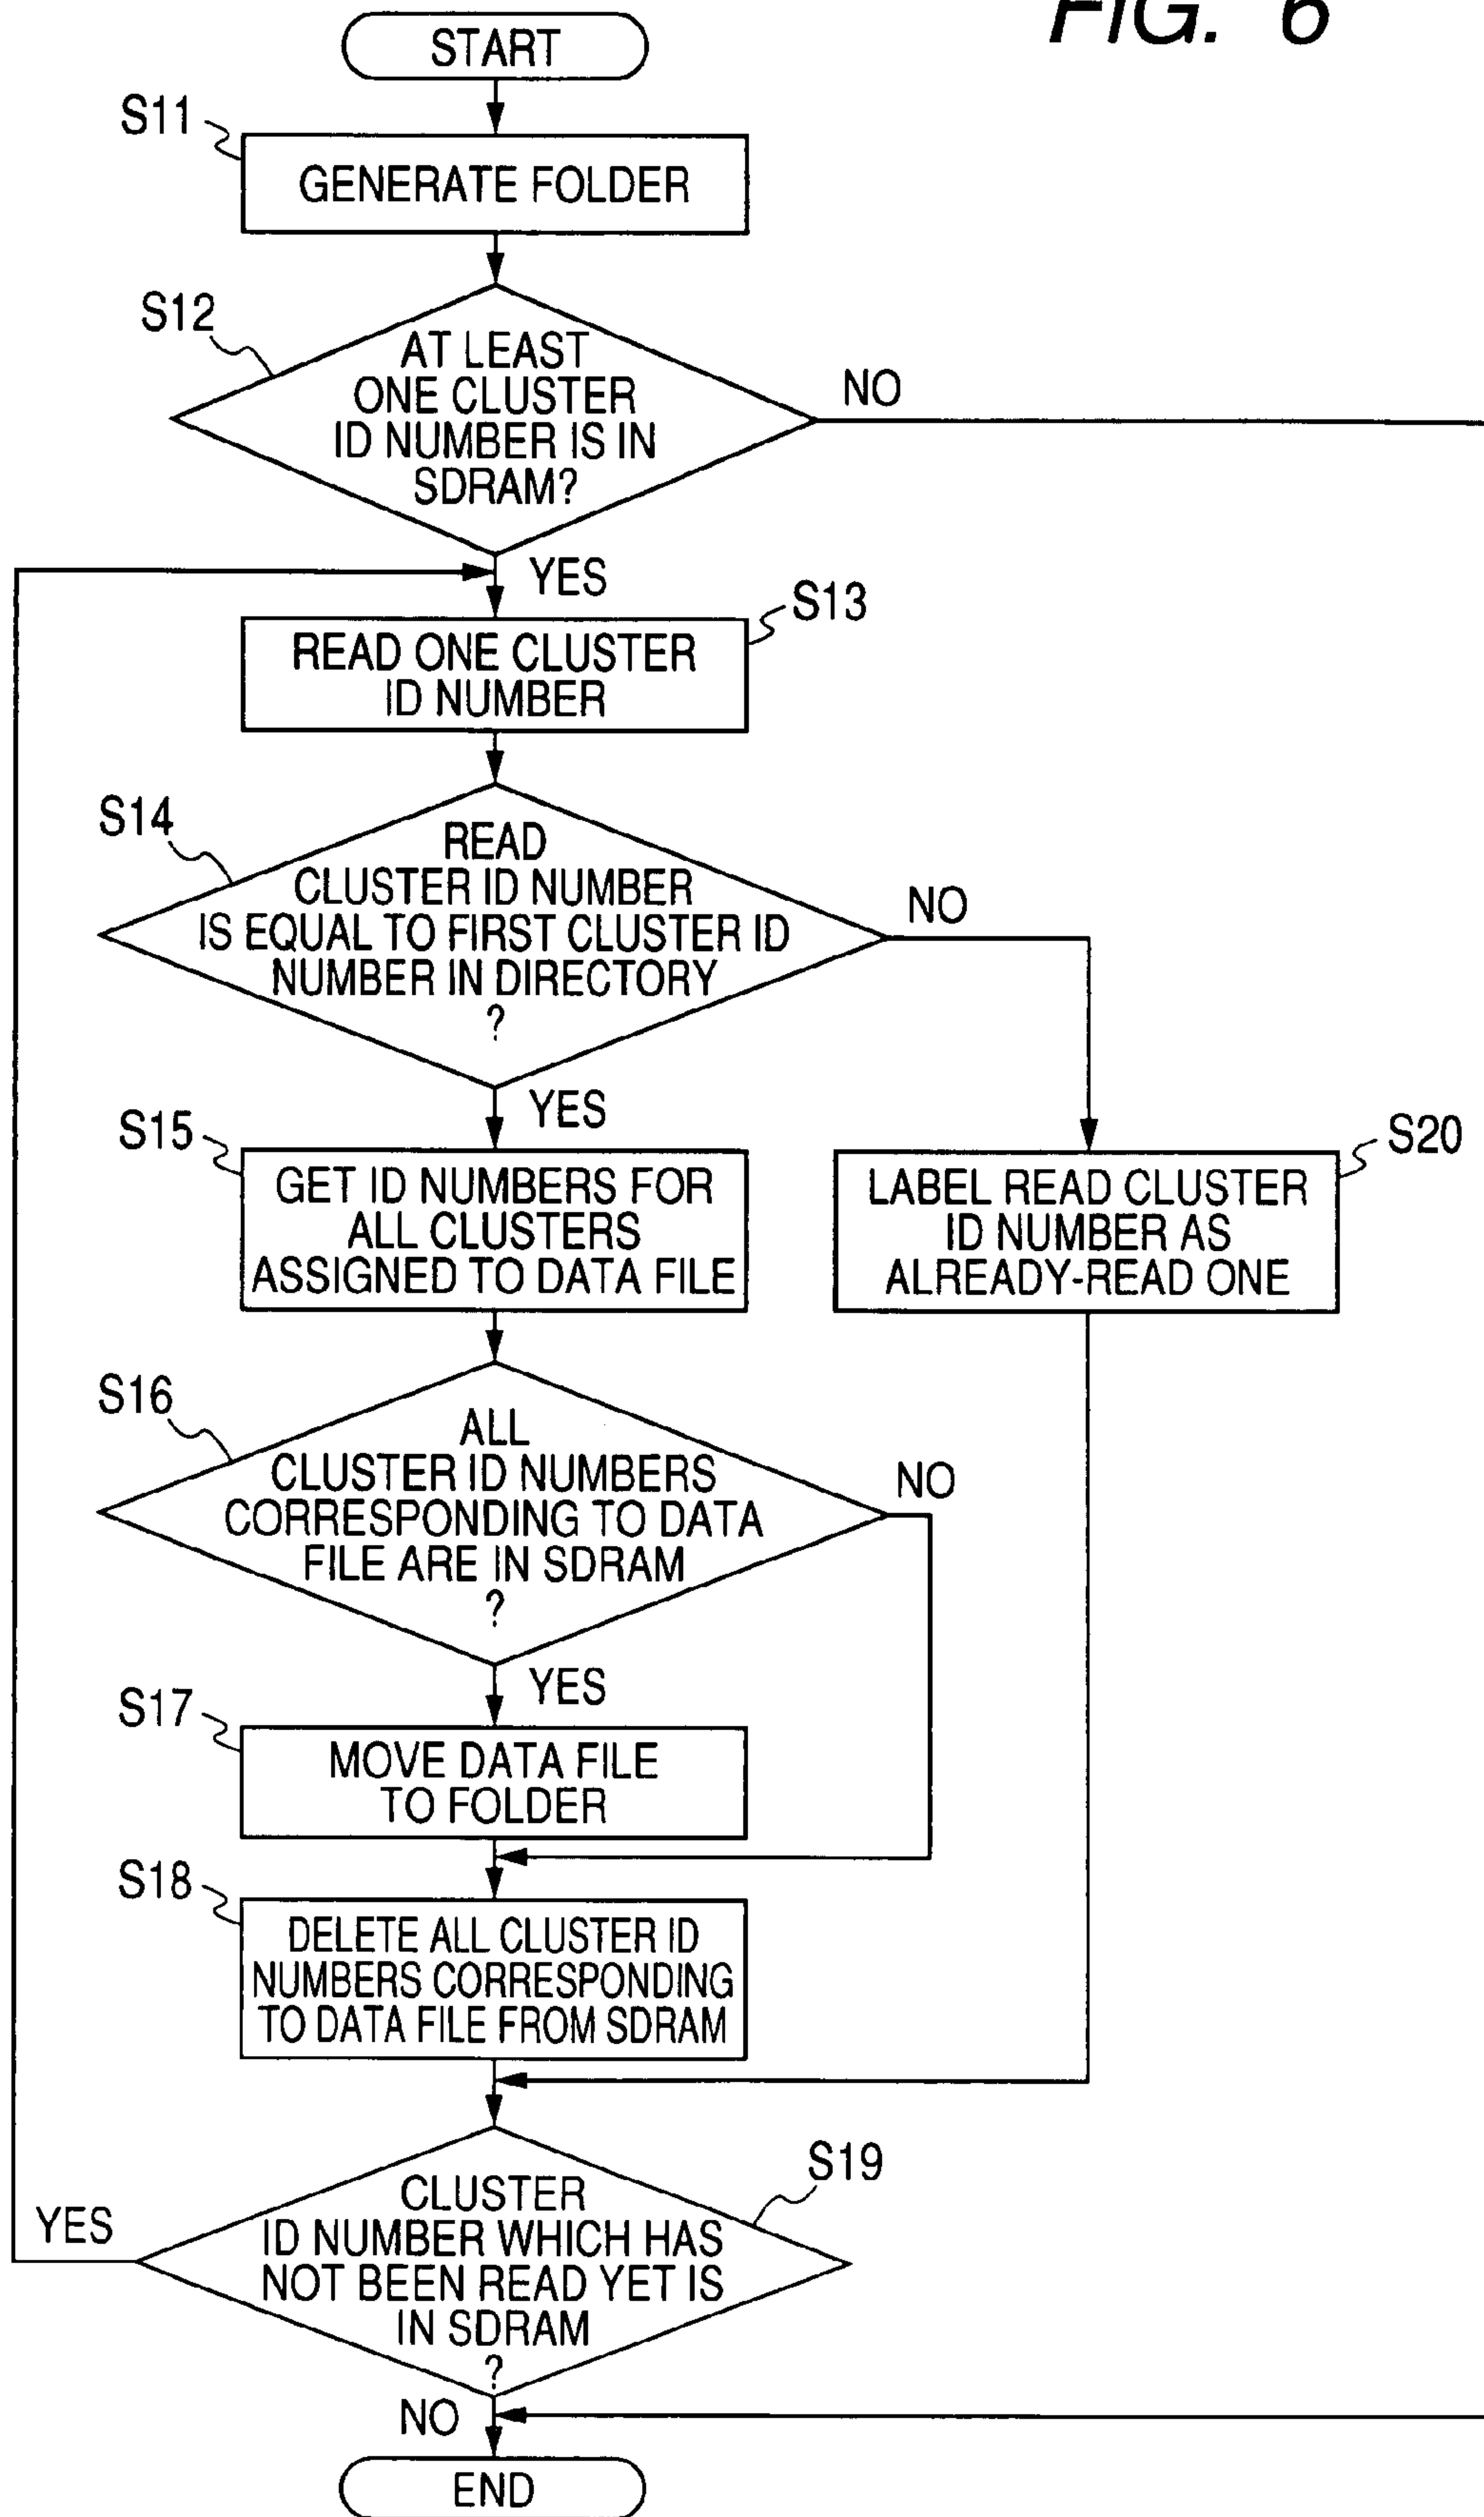 FIG. 6
START
S11
GENERATE FOLDER
S12
AT LEAST
ONE CLUSTER
ID NUMBER IS IN
SDRAM?
NO
YES
S13
READ ONE CLUSTER
ID NUMBER
S14
READ
CLUSTER ID NUMBER
IS EQUAL TO FIRST CLUSTER ID
NUMBER IN DIRECTORY
?
NO
YES
S15
GET ID NUMBERS FOR
ALL CLUSTERS
ASSIGNED TO DATA FILE
S20
LABEL READ CLUSTER
ID NUMBER AS
ALREADY-READ ONE
S16
ALL
CLUSTER ID NUMBERS
CORRESPONDING TO DATA
FILE ARE IN SDRAM
?
NO
YES
S17
MOVE DATA FILE
TO FOLDER
S18
DELETE ALL CLUSTER ID
NUMBERS CORRESPONDING
TO DATA FILE FROM SDRAM
S19
CLUSTER
ID NUMBER WHICH HAS
NOT BEEN READ YET IS
IN SDRAM
?
YES
NO
END